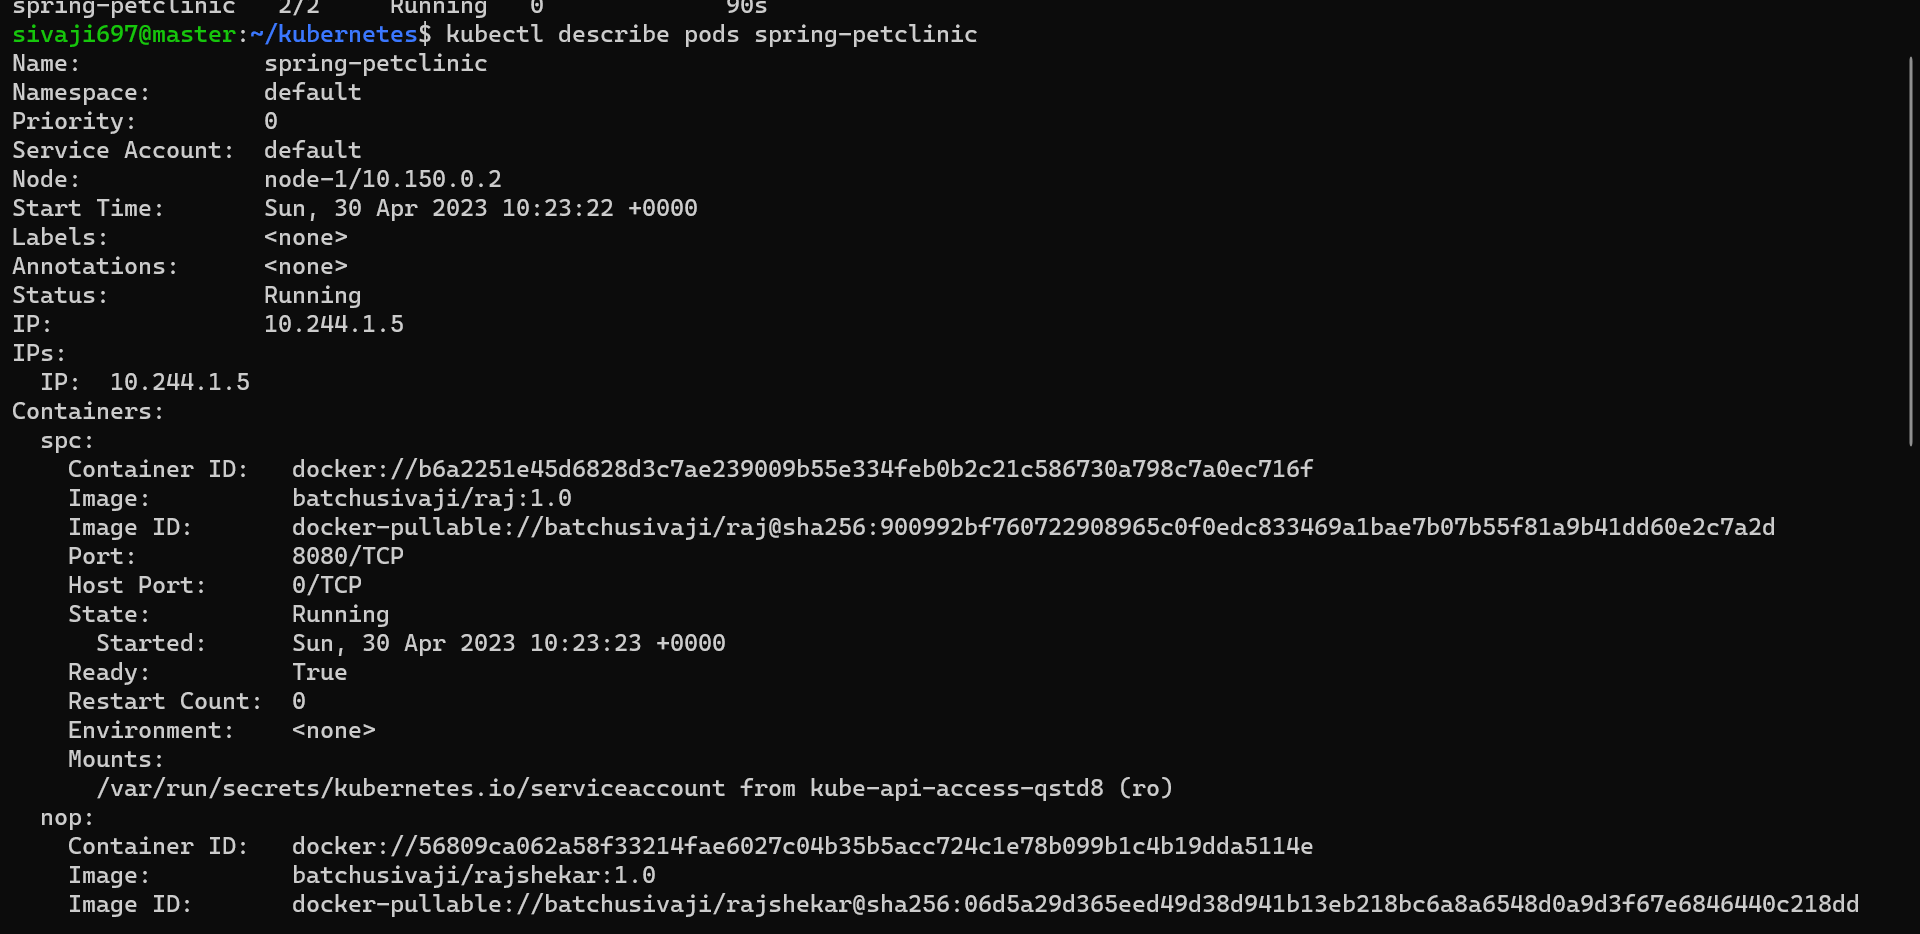 spring-petclinic   2/2     Running   0             90s
sivaji697@master:~/kubernetes$ kubectl describe pods spring-petclinic
Name:             spring-petclinic
Namespace:        default
Priority:         0
Service Account:  default
Node:             node-1/10.150.0.2
Start Time:       Sun, 30 Apr 2023 10:23:22 +0000
Labels:           <none>
Annotations:      <none>
Status:           Running
IP:               10.244.1.5
IPs:
  IP:  10.244.1.5
Containers:
  spc:
    Container ID:   docker://b6a2251e45d6828d3c7ae239009b55e334feb0b2c21c586730a798c7a0ec716f
    Image:          batchusivaji/raj:1.0
    Image ID:       docker-pullable://batchusivaji/raj@sha256:900992bf760722908965c0f0edc833469a1bae7b07b55f81a9b41dd60e2c7a2d
    Port:           8080/TCP
    Host Port:      0/TCP
    State:          Running
      Started:      Sun, 30 Apr 2023 10:23:23 +0000
    Ready:          True
    Restart Count:  0
    Environment:    <none>
    Mounts:
      /var/run/secrets/kubernetes.io/serviceaccount from kube-api-access-qstd8 (ro)
  nop:
    Container ID:   docker://56809ca062a58f33214fae6027c04b35b5acc724c1e78b099b1c4b19dda5114e
    Image:          batchusivaji/rajshekar:1.0
    Image ID:       docker-pullable://batchusivaji/rajshekar@sha256:06d5a29d365eed49d38d941b13eb218bc6a8a6548d0a9d3f67e6846440c218dd